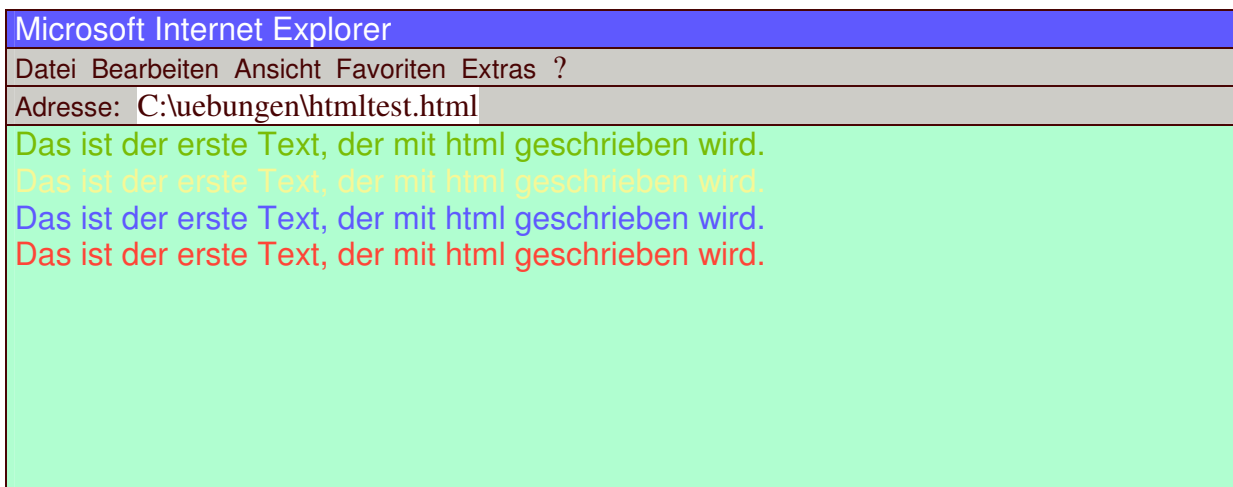 Microsoft Internet Explorer
Datei Bearbeiten Ansicht Favoriten Extras ?
Adresse: C:\uebungen\htmltest.html
Das ist der erste Text, der mit html geschrieben wird.
Das ist der erste Text, der mit html geschrieben wird.
Das ist der erste Text, der mit html geschrieben wird.
Das ist der erste Text, der mit html geschrieben wird.